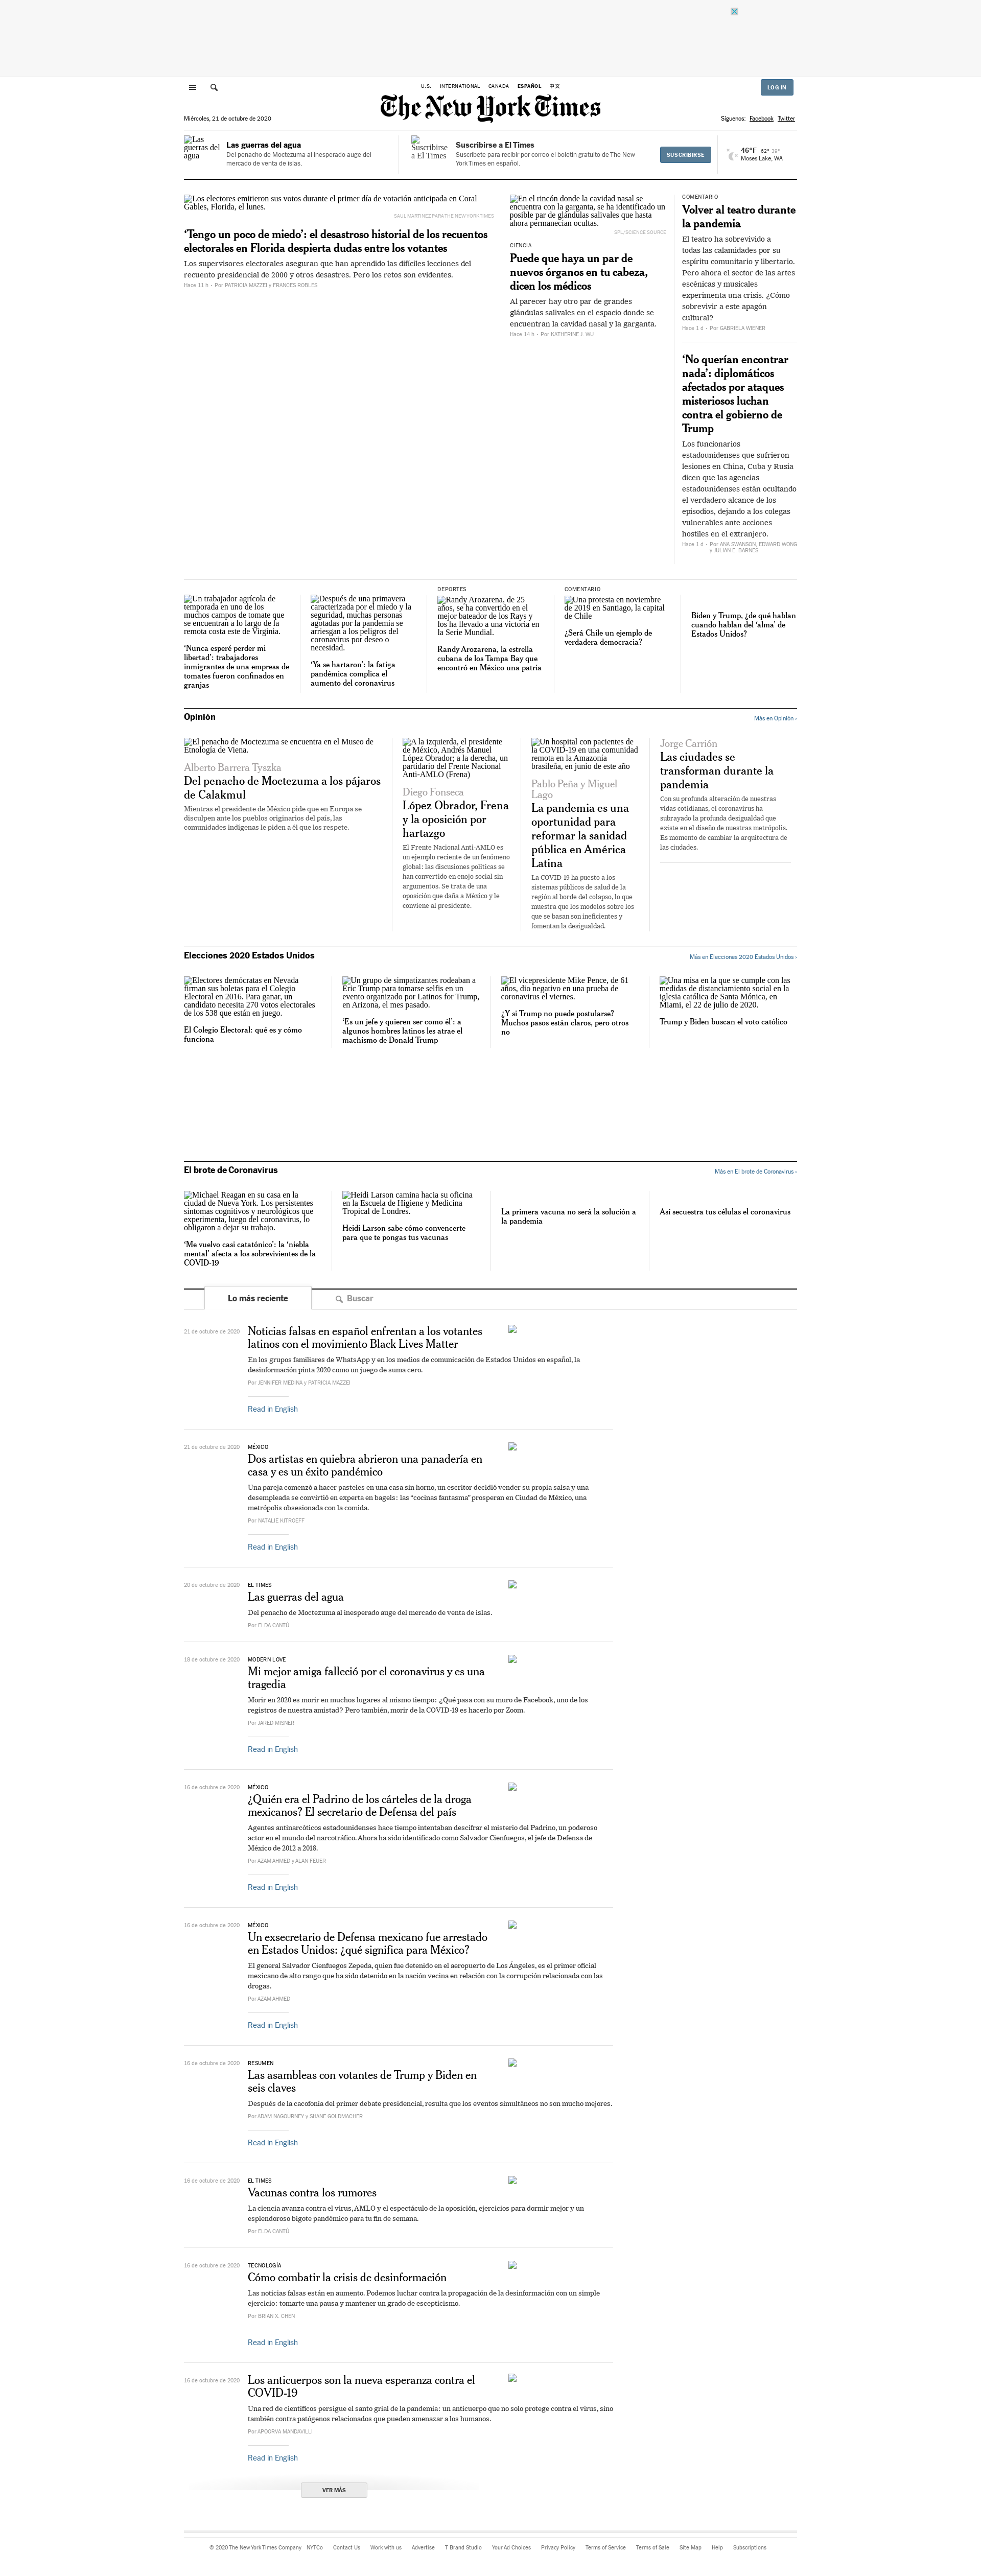 U.S.
INTERNATIONAL
CANADA
ESPAÑOL
中文
LOG IN
The New York Times
Miércoles, 21 de octubre de 2020
Síguenos:
Facebook
Twitter
Las
guerras del
agua
Las guerras del agua
Del penacho de Moctezuma al inesperado auge del
mercado de venta de islas.
Suscribirse
a El Times
Suscribirse a El Times
Suscríbete para recibir por correo el boletín gratuito de The New
York Times en español.
SUSCRIBIRSE
46°F 62° 39°
Moses Lake, WA
Los electores emitieron sus votos durante el primer día de votación anticipada en Coral
Gables, Florida, el lunes.
SAUL MARTINEZ PARA THE NEW YORK TIMES
‘Tengo un poco de miedo’: el desastroso historial de los recuentos
electorales en Florida despierta dudas entre los votantes
Los supervisores electorales aseguran que han aprendido las difíciles lecciones del
recuento presidencial de 2000 y otros desastres. Pero los retos son evidentes.
Hace 11 h • Por PATRICIA MAZZEI y FRANCES ROBLES
En el rincón donde la cavidad nasal se
encuentra con la garganta, se ha identificado un
posible par de glándulas salivales que hasta
ahora permanecían ocultas.
SPL/SCIENCE SOURCE
CIENCIA
Puede que haya un par de
nuevos órganos en tu cabeza,
dicen los médicos
Al parecer hay otro par de grandes
glándulas salivales en el espacio donde se
encuentran la cavidad nasal y la garganta.
Hace 14 h • Por KATHERINE J. WU
COMENTARIO
Volver al teatro durante
la pandemia
El teatro ha sobrevivido a
todas las calamidades por su
espíritu comunitario y libertario.
Pero ahora el sector de las artes
escénicas y musicales
experimenta una crisis. ¿Cómo
sobrevivir a este apagón
cultural?
Hace 1 d • Por GABRIELA WIENER
‘No querían encontrar
nada’: diplomáticos
afectados por ataques
misteriosos luchan
contra el gobierno de
Trump
Los funcionarios
estadounidenses que sufrieron
lesiones en China, Cuba y Rusia
dicen que las agencias
estadounidenses están ocultando
el verdadero alcance de los
episodios, dejando a los colegas
vulnerables ante acciones
hostiles en el extranjero.
Hace 1 d • Por ANA SWANSON, EDWARD WONG
y JULIAN E. BARNES
Un trabajador agrícola de
temporada en uno de los
muchos campos de tomate que
se encuentran a lo largo de la
remota costa este de Virginia.
‘Nunca esperé perder mi
libertad’: trabajadores
inmigrantes de una empresa de
tomates fueron confinados en
granjas
Después de una primavera
caracterizada por el miedo y la
seguridad, muchas personas
agotadas por la pandemia se
arriesgan a los peligros del
coronavirus por deseo o
necesidad.
‘Ya se hartaron’: la fatiga
pandémica complica el
aumento del coronavirus
DEPORTES
Randy Arozarena, de 25
años, se ha convertido en el
mejor bateador de los Rays y
los ha llevado a una victoria en
la Serie Mundial.
Randy Arozarena, la estrella
cubana de los Tampa Bay que
encontró en México una patria
COMENTARIO
Una protesta en noviembre
de 2019 en Santiago, la capital
de Chile
¿Será Chile un ejemplo de
verdadera democracia?
Biden y Trump, ¿de qué hablan
cuando hablan del ‘alma’ de
Estados Unidos?
Opinión
Más en Opinión ›
El penacho de Moctezuma se encuentra en el Museo de
Etnología de Viena.
Alberto Barrera Tyszka
Del penacho de Moctezuma a los pájaros
de Calakmul
Mientras el presidente de México pide que en Europa se
disculpen ante los pueblos originarios del país, las
comunidades indígenas le piden a él que los respete.
A la izquierda, el presidente
de México, Andrés Manuel
López Obrador; a la derecha, un
partidario del Frente Nacional
Anti-AMLO (Frena)
Diego Fonseca
López Obrador, Frena
y la oposición por
hartazgo
El Frente Nacional Anti-AMLO es
un ejemplo reciente de un fenómeno
global: las discusiones políticas se
han convertido en enojo social sin
argumentos. Se trata de una
oposición que daña a México y le
conviene al presidente.
Un hospital con pacientes de
la COVID-19 en una comunidad
remota en la Amazonía
brasileña, en junio de este año
Pablo Peña y Miguel
Lago
La pandemia es una
oportunidad para
reformar la sanidad
pública en América
Latina
La COVID-19 ha puesto a los
sistemas públicos de salud de la
región al borde del colapso, lo que
muestra que los modelos sobre los
que se basan son ineficientes y
fomentan la desigualdad.
Jorge Carrión
Las ciudades se
transforman durante la
pandemia
Con su profunda alteración de nuestras
vidas cotidianas, el coronavirus ha
subrayado la profunda desigualdad que
existe en el diseño de nuestras metrópolis.
Es momento de cambiar la arquitectura de
las ciudades.
Elecciones 2020 Estados Unidos
Más en Elecciones 2020 Estados Unidos ›
Electores demócratas en Nevada
firman sus boletos para el Colegio
Electoral en 2016. Para ganar, un
candidato necesita 270 votos electorales
de los 538 que están en juego.
El Colegio Electoral: qué es y cómo
funciona
Un grupo de simpatizantes rodeaban a
Eric Trump para tomarse selfis en un
evento organizado por Latinos for Trump,
en Arizona, el mes pasado.
‘Es un jefe y quieren ser como él’: a
algunos hombres latinos les atrae el
machismo de Donald Trump
El vicepresidente Mike Pence, de 61
años, dio negativo en una prueba de
coronavirus el viernes.
¿Y si Trump no puede postularse?
Muchos pasos están claros, pero otros
no
Una misa en la que se cumple con las
medidas de distanciamiento social en la
iglesia católica de Santa Mónica, en
Miami, el 22 de julio de 2020.
Trump y Biden buscan el voto católico
El brote de Coronavirus
Más en El brote de Coronavirus ›
Michael Reagan en su casa en la
ciudad de Nueva York. Los persistentes
síntomas cognitivos y neurológicos que
experimenta, luego del coronavirus, lo
obligaron a dejar su trabajo.
‘Me vuelvo casi catatónico’: la ‘niebla
mental’ afecta a los sobrevivientes de la
COVID-19
Heidi Larson camina hacia su oficina
en la Escuela de Higiene y Medicina
Tropical de Londres.
Heidi Larson sabe cómo convencerte
para que te pongas tus vacunas
La primera vacuna no será la solución a
la pandemia
Así secuestra tus células el coronavirus
Lo más reciente
Buscar
21 de octubre de 2020
Noticias falsas en español enfrentan a los votantes
latinos con el movimiento Black Lives Matter
En los grupos familiares de WhatsApp y en los medios de comunicación de Estados Unidos en español, la
desinformación pinta 2020 como un juego de suma cero.
Por JENNIFER MEDINA y PATRICIA MAZZEI
Read in English
21 de octubre de 2020
MÉXICO
Dos artistas en quiebra abrieron una panadería en
casa y es un éxito pandémico
Una pareja comenzó a hacer pasteles en una casa sin horno, un escritor decidió vender su propia salsa y una
desempleada se convirtió en experta en bagels: las “cocinas fantasma” prosperan en Ciudad de México, una
metrópolis obsesionada con la comida.
Por NATALIE KITROEFF
Read in English
20 de octubre de 2020
EL TIMES
Las guerras del agua
Del penacho de Moctezuma al inesperado auge del mercado de venta de islas.
Por ELDA CANTÚ
18 de octubre de 2020
MODERN LOVE
Mi mejor amiga falleció por el coronavirus y es una
tragedia
Morir en 2020 es morir en muchos lugares al mismo tiempo: ¿Qué pasa con su muro de Facebook, uno de los
registros de nuestra amistad? Pero también, morir de la COVID-19 es hacerlo por Zoom.
Por JARED MISNER
Read in English
16 de octubre de 2020
MÉXICO
¿Quién era el Padrino de los cárteles de la droga
mexicanos? El secretario de Defensa del país
Agentes antinarcóticos estadounidenses hace tiempo intentaban descifrar el misterio del Padrino, un poderoso
actor en el mundo del narcotráfico. Ahora ha sido identificado como Salvador Cienfuegos, el jefe de Defensa de
México de 2012 a 2018.
Por AZAM AHMED y ALAN FEUER
Read in English
16 de octubre de 2020
MÉXICO
Un exsecretario de Defensa mexicano fue arrestado
en Estados Unidos: ¿qué significa para México?
El general Salvador Cienfuegos Zepeda, quien fue detenido en el aeropuerto de Los Ángeles, es el primer oficial
mexicano de alto rango que ha sido detenido en la nación vecina en relación con la corrupción relacionada con las
drogas.
Por AZAM AHMED
Read in English
16 de octubre de 2020
RESUMEN
Las asambleas con votantes de Trump y Biden en
seis claves
Después de la cacofonía del primer debate presidencial, resulta que los eventos simultáneos no son mucho mejores.
Por ADAM NAGOURNEY y SHANE GOLDMACHER
Read in English
16 de octubre de 2020
EL TIMES
Vacunas contra los rumores
La ciencia avanza contra el virus, AMLO y el espectáculo de la oposición, ejercicios para dormir mejor y un
esplendoroso bigote pandémico para tu fin de semana.
Por ELDA CANTÚ
16 de octubre de 2020
TECNOLOGÍA
Cómo combatir la crisis de desinformación
Las noticias falsas están en aumento. Podemos luchar contra la propagación de la desinformación con un simple
ejercicio: tomarte una pausa y mantener un grado de escepticismo.
Por BRIAN X. CHEN
Read in English
16 de octubre de 2020
Los anticuerpos son la nueva esperanza contra el
COVID-19
Una red de científicos persigue el santo grial de la pandemia: un anticuerpo que no solo protege contra el virus, sino
también contra patógenos relacionados que pueden amenazar a los humanos.
Por APOORVA MANDAVILLI
Read in English
VER MÁS
© 2020 The New York Times Company
NYTCo
Contact Us
Work with us
Advertise
T Brand Studio
Your Ad Choices
Privacy Policy
Terms of Service
Terms of Sale
Site Map
Help
Subscriptions